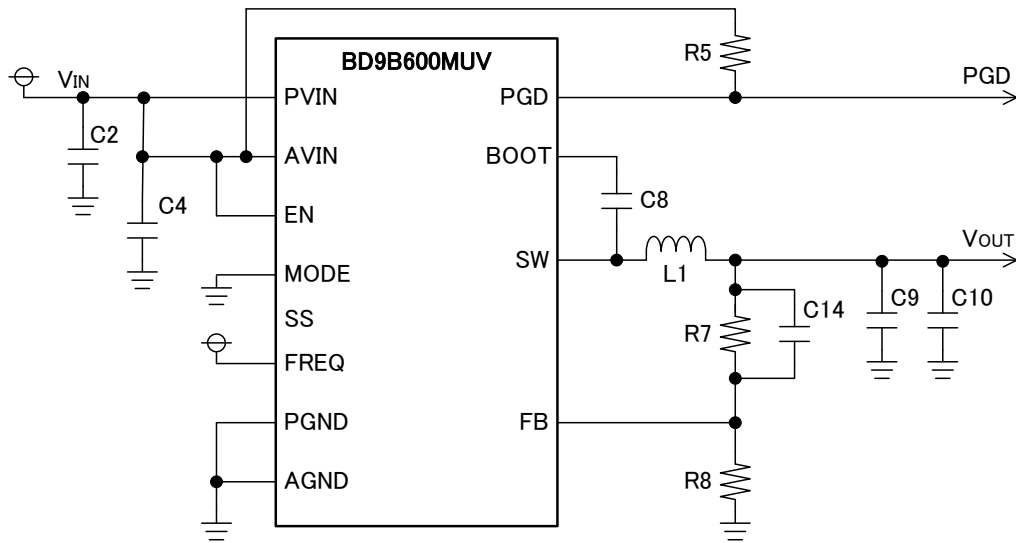 BD9B600MUV
R5
VIN
PVIN
PGD
PGD
C2
AVIN
BOOT
C4
C8
EN
SW
L1
VOUT
MODE
SS
R7
C14
C9
C10
FREQ
PGND
FB
AGND
R8